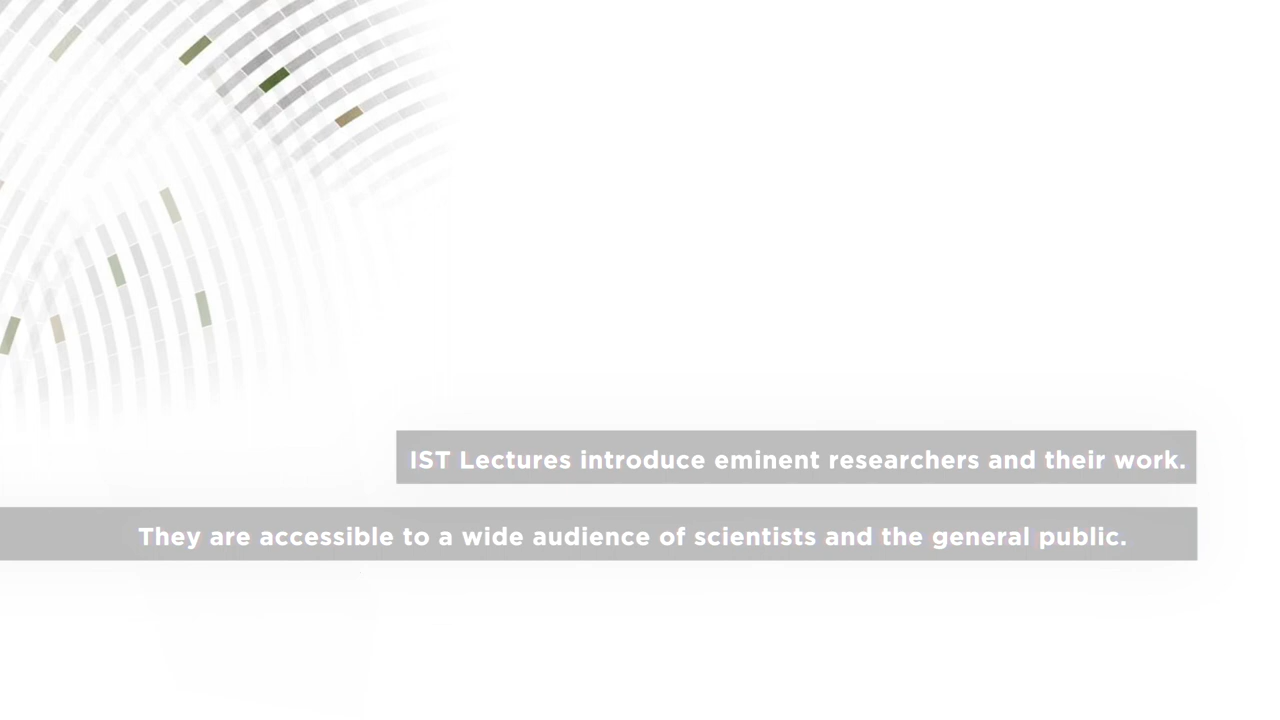 IST Lectures introduce eminent researchers and their work.
They are accessible to a wide audience of scientists and the general public.